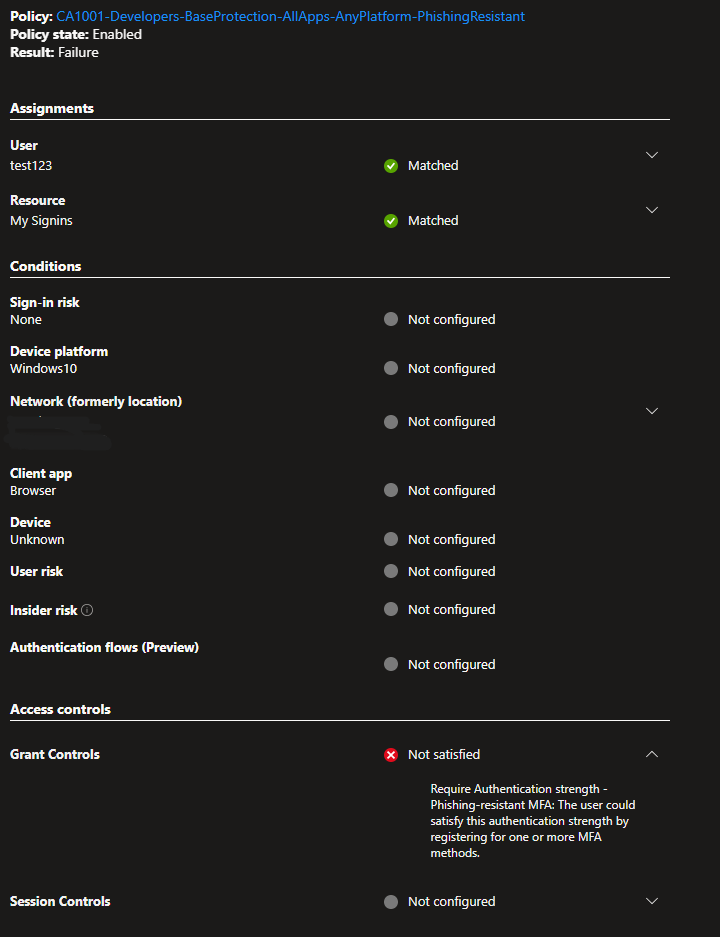 Policy: CA1001-Developers-BaseProtection-AllApps-AnyPlatform-PhishingResistant
Policy state: Enabled
Result: Failure
Assignments
User
test123
Matched
Resource
My Signins
Matched
Conditions
Sign-in risk
None
Not configured
Device platform
Windows10
Not configured
Network (formerly location)
Not configured
Client app
Browser
Not configured
Device
Unknown
Not configured
User risk
Not configured
Insider risk
Not configured
Authentication flows (Preview)
Not configured
Access controls
Grant Controls
Not satisfied
Require Authentication strength -
Phishing-resistant MFA: The user could
satisfy this authentication strength by
registering for one or more MFA
methods.
Session Controls
Not configured